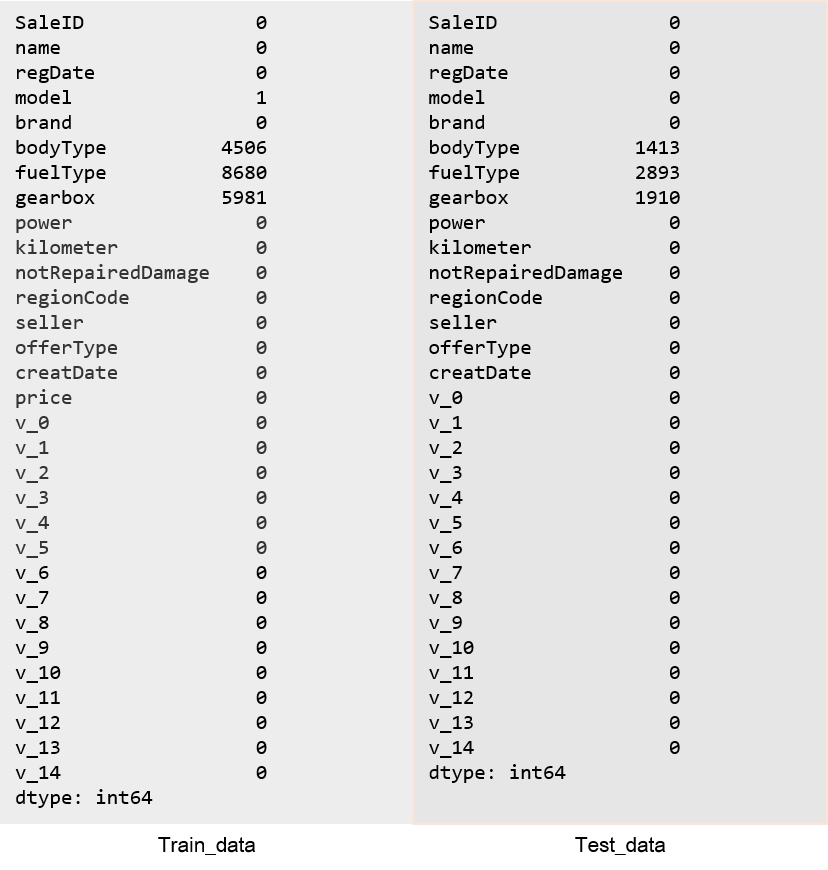 SaleID 0
name 0
regDate 0
model 1
brand 0
bodyType 4506
fuelType 8680
gearbox 5981
power 0
kilometer 0
notRepairedDamage 0
regionCode 0
seller 0
offerType 0
creatDate 0
price 0
v_0 0
v_1 0
v_2 0
v_3 0
v_4 0
v_5 0
v_6 0
v_7 0
v_8 0
v_9 0
v_10 0
v_11 0
v_12 0
v_13 0
v_14 0
dtype: int64
Train_data
SaleID 0
name 0
regDate 0
model 0
brand 0
bodyType 1413
fuelType 2893
gearbox 1910
power 0
kilometer 0
notRepairedDamage 0
regionCode 0
seller 0
offerType 0
creatDate 0
v_0 0
v_1 0
v_2 0
v_3 0
v_4 0
v_5 0
v_6 0
v_7 0
v_8 0
v_9 0
v_10 0
v_11 0
v_12 0
v_13 0
v_14 0
dtype: int64
Test_data